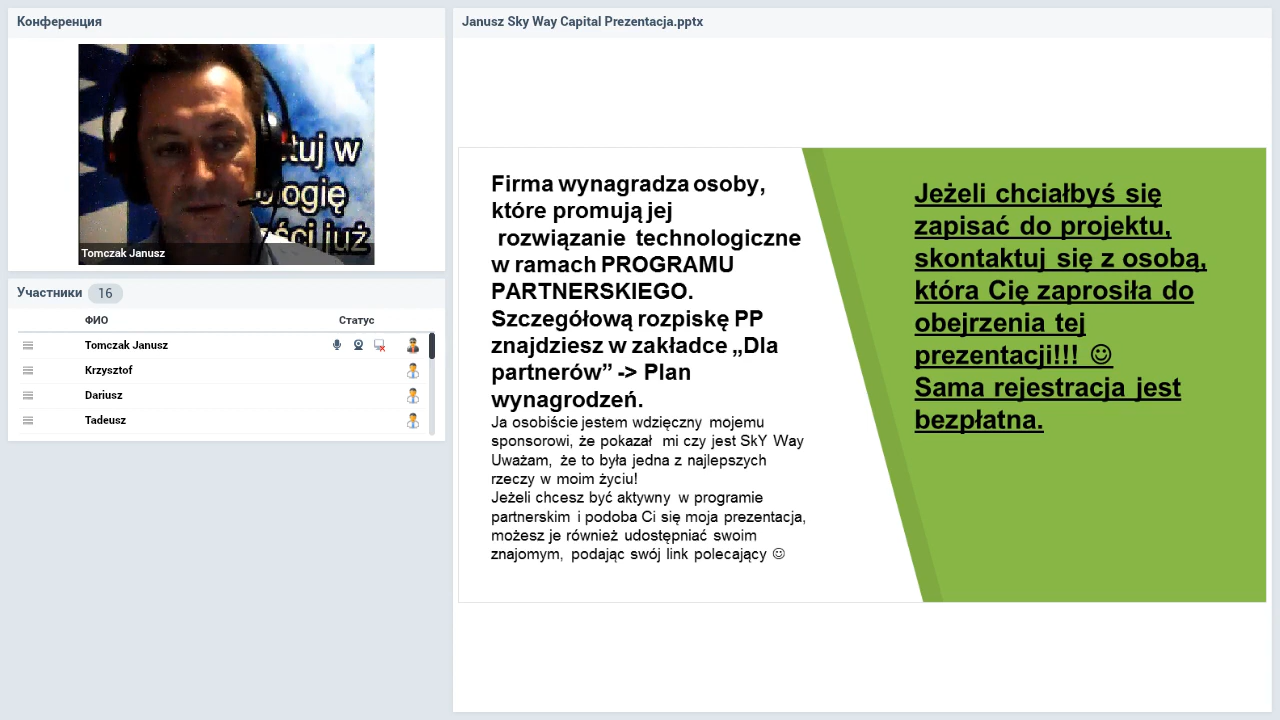 Конференция
tuj w
ogię
ści już
Tomczak Janusz
Участники 16
ФИО Статус
Tomczak Janusz
Krzysztof
Dariusz
Tadeusz
Janusz Sky Way Capital Prezentacja.pptx
Firma wynagradza osoby,
które promują jej
rozwiązanie technologiczne
w ramach PROGRAMU
PARTNERSKIEGO.
Szczegółową rozpiskę PP
znajdziesz w zakładce „Dla
partnerów” -> Plan
wynagrodzeń.
Ja osobiście jestem wdzięczny mojemu
sponsorowi, że pokazał mi czy jest SkY Way
Uważam, że to była jedna z najlepszych
rzeczy w moim życiu!
Jeżeli chcesz być aktywny w programie
partnerskim i podoba Ci się moja prezentacja,
możesz je również udostępniać swoim
znajomym, podając swój link polecający ☺
Jeżeli chciałbyś się
zapisać do projektu,
skontaktuj się z osobą,
która Cię zaprosiła do
obejrzenia tej
prezentacji!!! ☺
Sama rejestracja jest
bezpłatna.